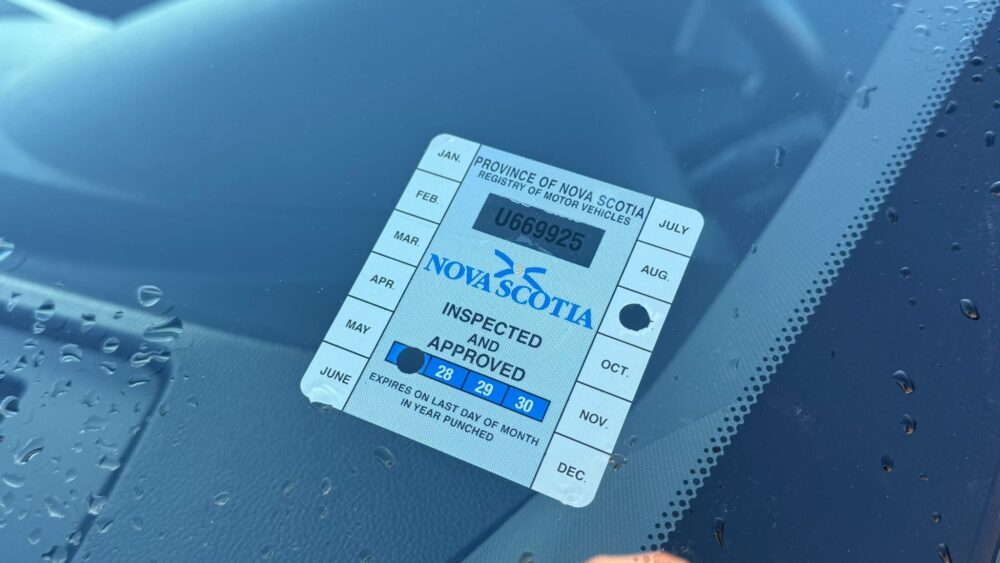 PROVINCE OF NOVA SCOTIA
REGISTRY OF MOTOR VEHICLES
U669925
NOVA SCOTIA
INSPECTED
AND
APPROVED
28 29 30
EXPIRES ON LAST DAY OF MONTH
IN YEAR PUNCHED
JAN.
FEB.
MAR.
APR.
MAY
JUNE
JULY
AUG.
OCT.
NOV.
DEC.